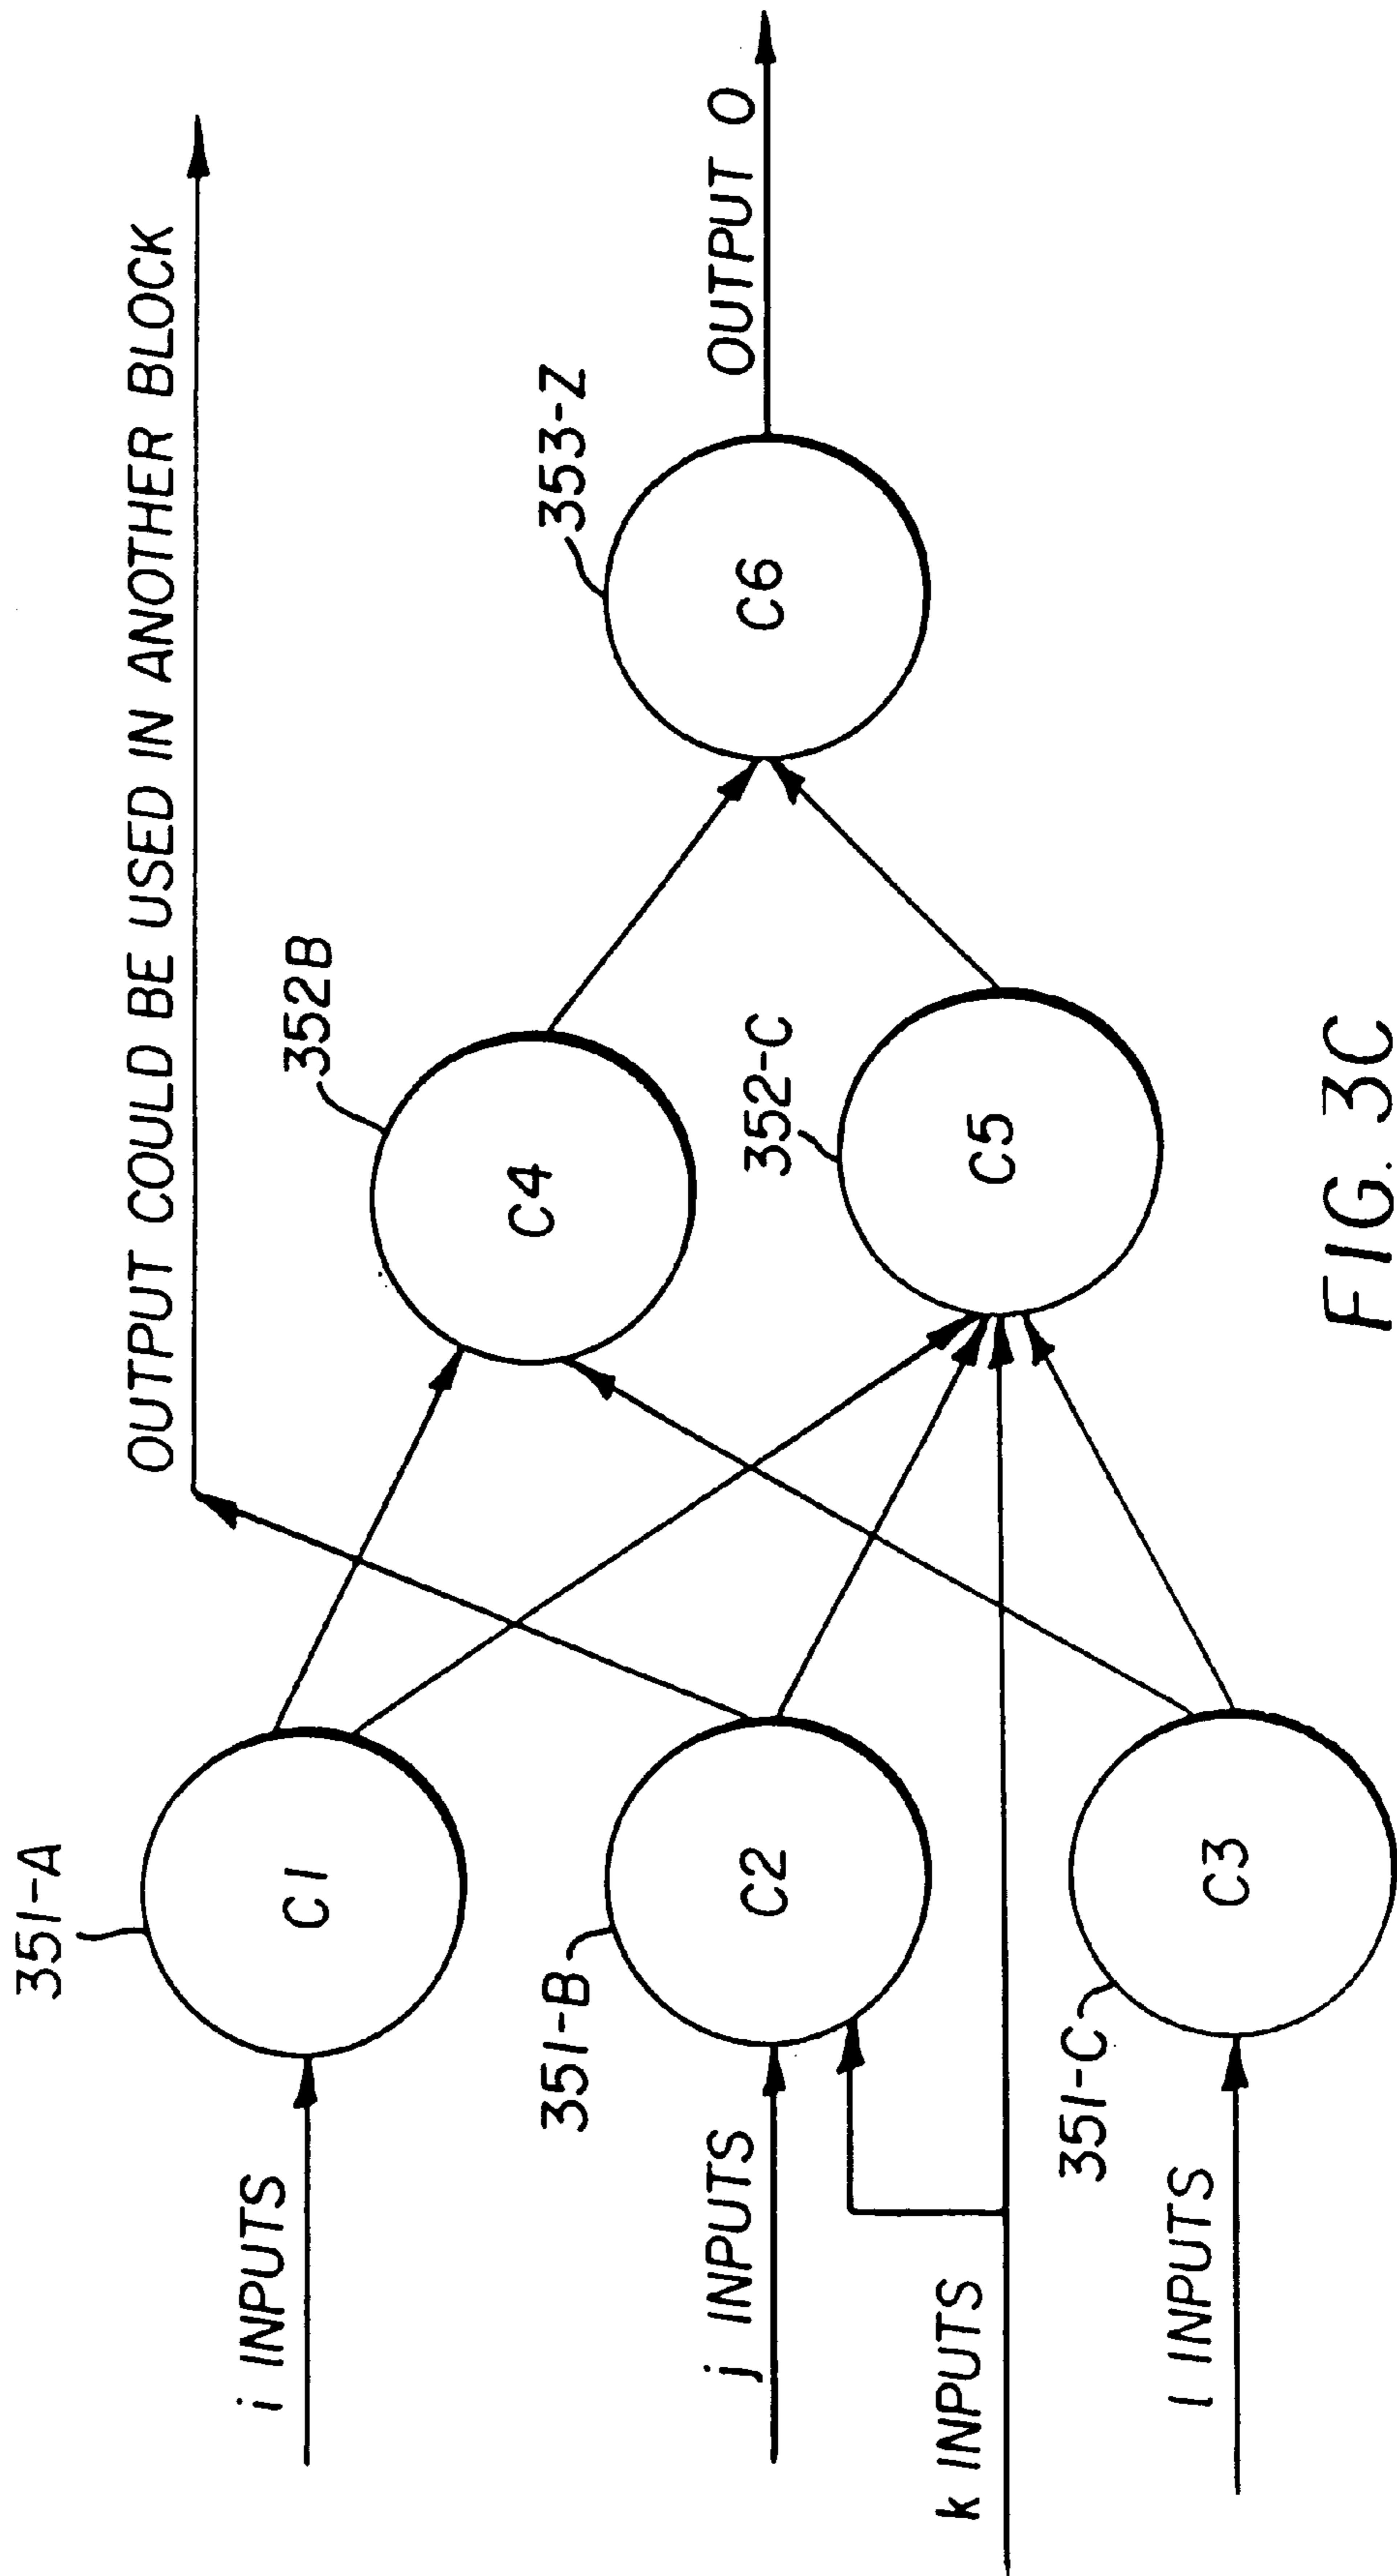 OUTPUT COULD BE USED IN ANOTHER BLOCK
351-A
C1
i INPUTS
352B
C4
353-Z
C6
OUTPUT O
351-B
C2
j INPUTS
352-C
C5
k INPUTS
351-C
C3
l INPUTS
FIG. 3C